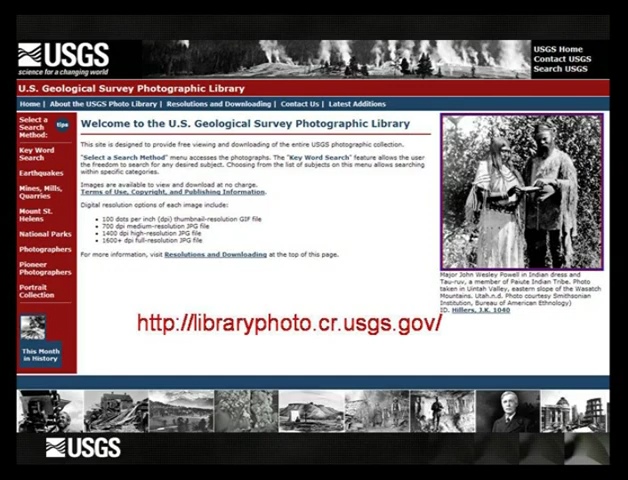 USGS
science for a changing world
USGS Home
Contact USGS
Search USGS
U.S. Geological Survey Photographic Library
Home | About the USGS Photo Library | Resolutions and Downloading | Contact Us | Latest Additions
Select a
Search
Method:
tips
Key Word
Search
Earthquakes
Mines, Mills,
Quarries
Mount St.
Helens
National Parks
Photographers
Pioneer
Photographers
Portrait
Collection
This Month
in History
Welcome to the U.S. Geological Survey Photographic Library
This site is designed to provide free viewing and downloading of the entire USGS photographic collection.
"Select a Search Method" menu accesses the photographs. The "Key Word Search" feature allows the user
the freedom to search for any desired subject. Choosing from the list of subjects on this menu allows searching
within specific categories.
Images are available to view and download at no charge.
Terms of Use, Copyright, and Publishing Information.
Digital resolution options of each image include:
• 100 dots per inch (dpi) thumbnail-resolution GIF file
• 700 dpi medium-resolution JPG file
• 1400 dpi high-resolution JPG file
• 1600+ dpi full-resolution JPG file
For more information, visit Resolutions and Downloading at the top of this page.
Major John Wesley Powell in Indian dress and
Tau-ruv, a member of Paiute Indian Tribe. Photo
taken in Uintah Valley, eastern slope of the Wasatch
Mountains. Utah.n.d. Photo courtesy Smithsonian
Institution, Bureau of American Ethnology)
ID. Hillers, J.K. 1040
http://libraryphoto.cr.usgs.gov/
USGS